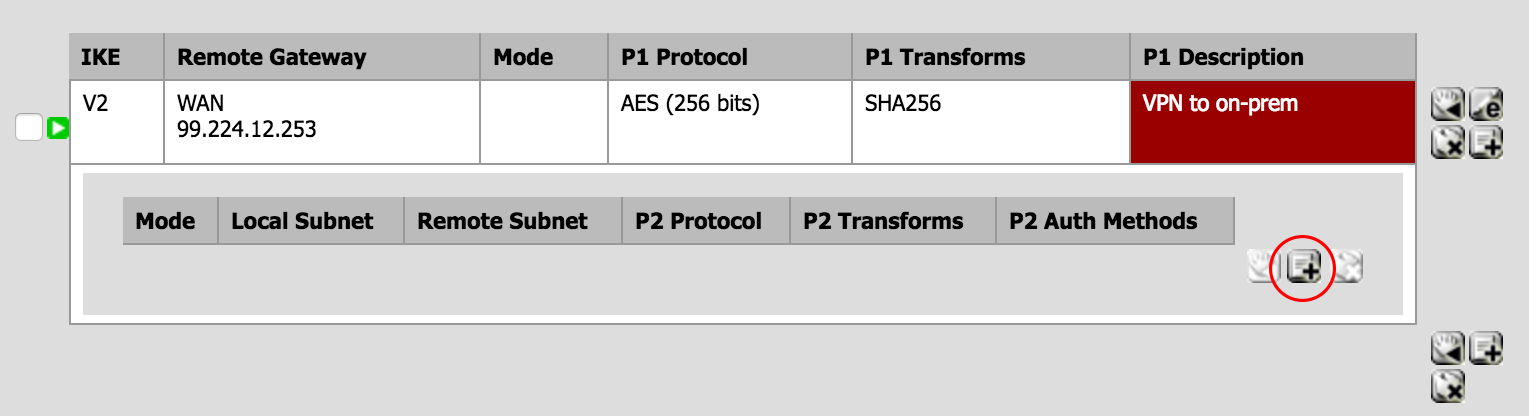 IKE Remote Gateway Mode P1 Protocol P1 Transforms P1 Description
V2 WAN AES (256 bits) SHA256 VPN to on-prem
99.224.12.253
Mode Local Subnet Remote Subnet P2 Protocol P2 Transforms P2 Auth Methods